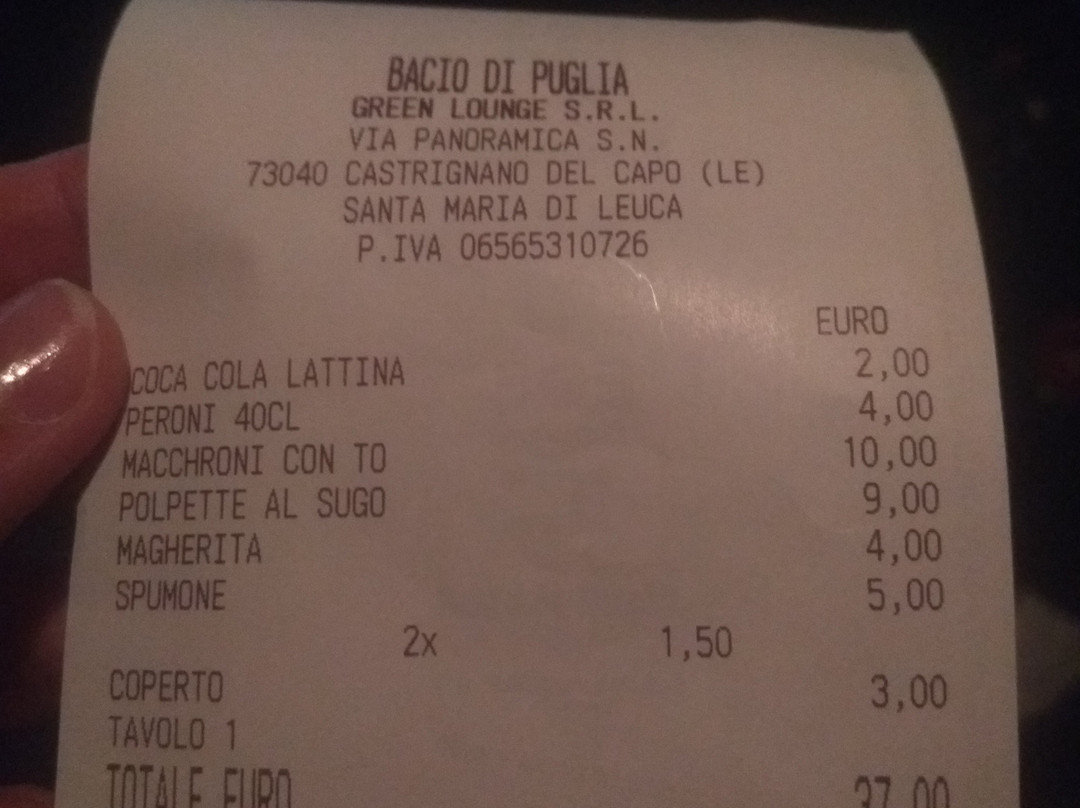 BACIO DI PUGLIA
GREEN LOUNGE S.R.L.
VIA PANORAMICA S.N.
73040 CASTRIGNANO DEL CAPO (LE)
SANTA MARIA DI LEUCA
P.IVA 06565310726
EURO
COCA COLA LATTINA 2,00
PERONI 40CL 4,00
MACCHRONI CON TO 10,00
POLPETTE AL SUGO 9,00
MAGHERITA 4,00
SPUMONE 5,00
2x 1,50
COPERTO 3,00
TAVOLO 1
TOTALE EURO 37,00